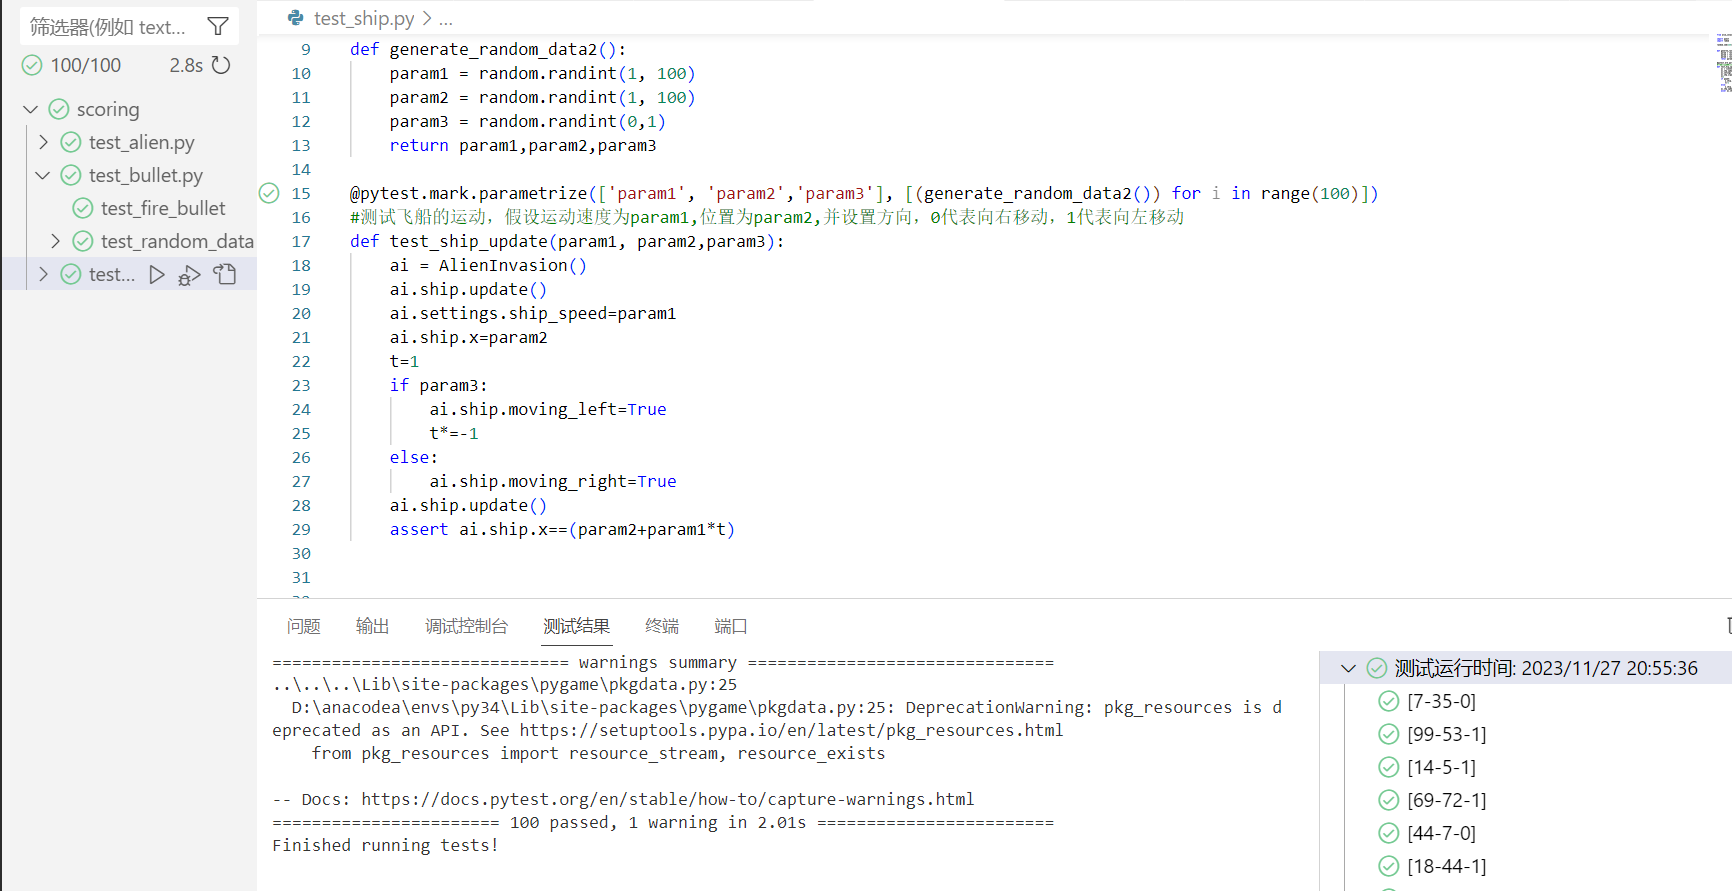 筛选器(例如 text...
100/100 2.8s
scoring
test_alien.py
test_bullet.py
test_fire_bullet
test_random_data
test...
test_ship.py > ...
9 def generate_random_data2():
10 param1 = random.randint(1, 100)
11 param2 = random.randint(1, 100)
12 param3 = random.randint(0,1)
13 return param1,param2,param3
14
15 @pytest.mark.parametrize(['param1', 'param2','param3'], [(generate_random_data2()) for i in range(100)])
16 #测试飞船的运动，假设运动速度为param1,位置为param2,并设置方向，0代表向右移动，1代表向左移动
17 def test_ship_update(param1, param2,param3):
18 ai = AlienInvasion()
19 ai.ship.update()
20 ai.settings.ship_speed=param1
21 ai.ship.x=param2
22 t=1
23 if param3:
24 ai.ship.moving_left=True
25 t*=-1
26 else:
27 ai.ship.moving_right=True
28 ai.ship.update()
29 assert ai.ship.x==(param2+param1*t)
30
31
问题 输出 调试控制台 测试结果 终端 端口
============================== warnings summary ===============================
..\..\..\Lib\site-packages\pygame\pkgdata.py:25
D:\anacodea\envs\py34\Lib\site-packages\pygame\pkgdata.py:25: DeprecationWarning: pkg_resources is d
eprecated as an API. See https://setuptools.pypa.io/en/latest/pkg_resources.html
from pkg_resources import resource_stream, resource_exists
-- Docs: https://docs.pytest.org/en/stable/how-to/capture-warnings.html
======================= 100 passed, 1 warning in 2.01s ========================
Finished running tests!
测试运行时间: 2023/11/27 20:55:36
[7-35-0]
[99-53-1]
[14-5-1]
[69-72-1]
[44-7-0]
[18-44-1]